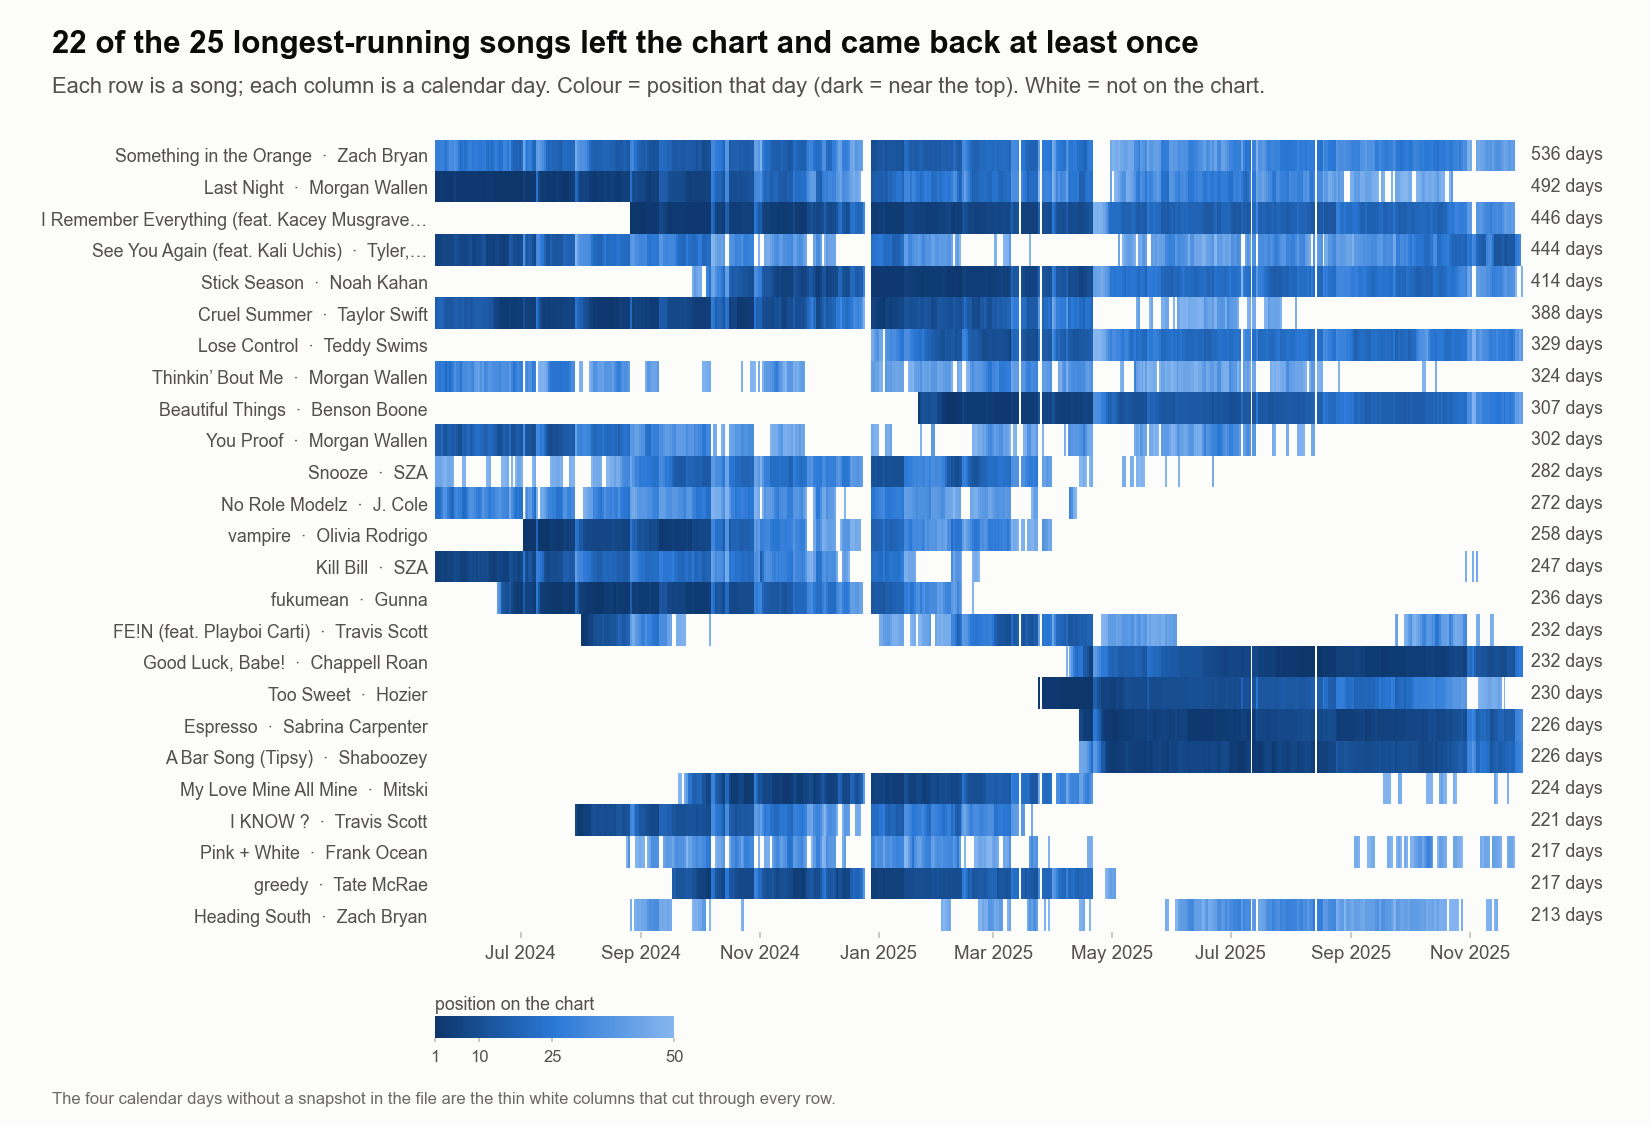 22 of the 25 longest-running songs left the chart and came back at least once
Each row is a song; each column is a calendar day. Colour = position that day (dark = near the top). White = not on the chart.
Something in the Orange · Zach Bryan 536 days
Last Night · Morgan Wallen 492 days
I Remember Everything (feat. Kacey Musgrave… 446 days
See You Again (feat. Kali Uchis) · Tyler,… 444 days
Stick Season · Noah Kahan 414 days
Cruel Summer · Taylor Swift 388 days
Lose Control · Teddy Swims 329 days
Thinkin’ Bout Me · Morgan Wallen 324 days
Beautiful Things · Benson Boone 307 days
You Proof · Morgan Wallen 302 days
Snooze · SZA 282 days
No Role Modelz · J. Cole 272 days
vampire · Olivia Rodrigo 258 days
Kill Bill · SZA 247 days
fukumean · Gunna 236 days
FE!N (feat. Playboi Carti) · Travis Scott 232 days
Good Luck, Babe! · Chappell Roan 232 days
Too Sweet · Hozier 230 days
Espresso · Sabrina Carpenter 226 days
A Bar Song (Tipsy) · Shaboozey 226 days
My Love Mine All Mine · Mitski 224 days
I KNOW ? · Travis Scott 221 days
Pink + White · Frank Ocean 217 days
greedy · Tate McRae 217 days
Heading South · Zach Bryan 213 days
Jul 2024 Sep 2024 Nov 2024 Jan 2025 Mar 2025 May 2025 Jul 2025 Sep 2025 Nov 2025
position on the chart
1 10 25 50
The four calendar days without a snapshot in the file are the thin white columns that cut through every row.